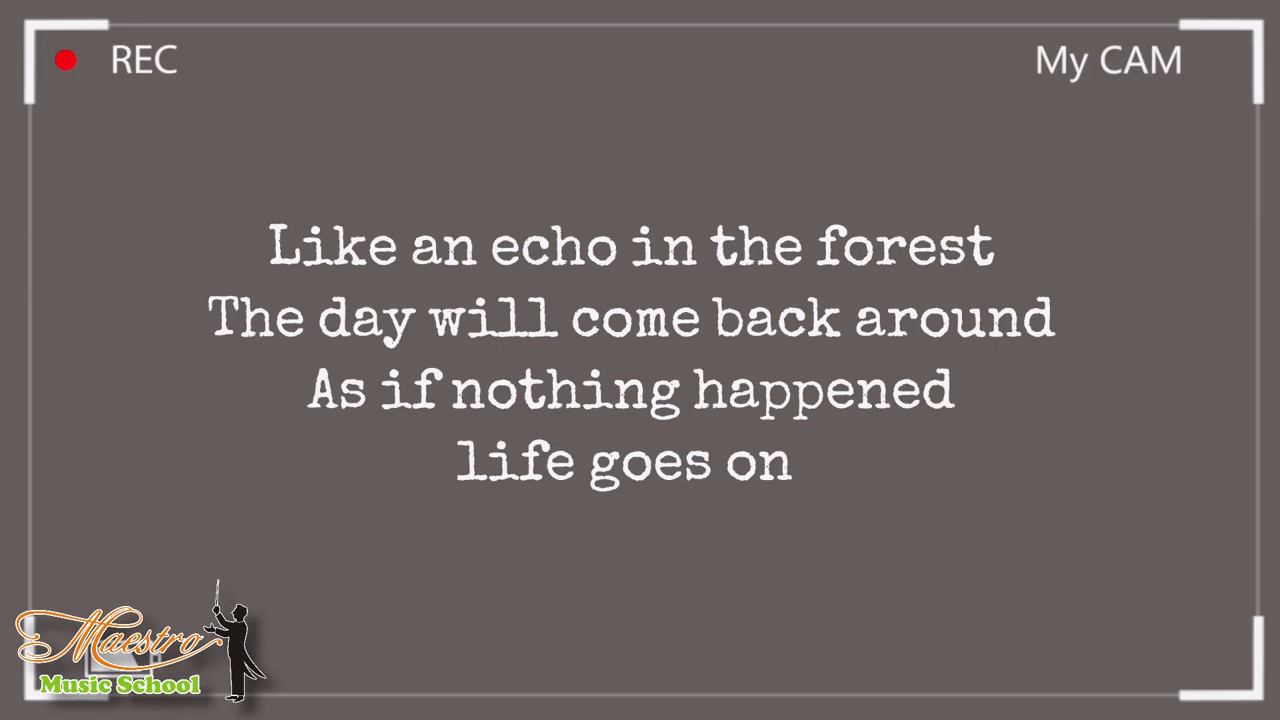 REC
My CAM
Like an echo in the forest
The day will come back around
As if nothing happened
life goes on
Maestro
Music School